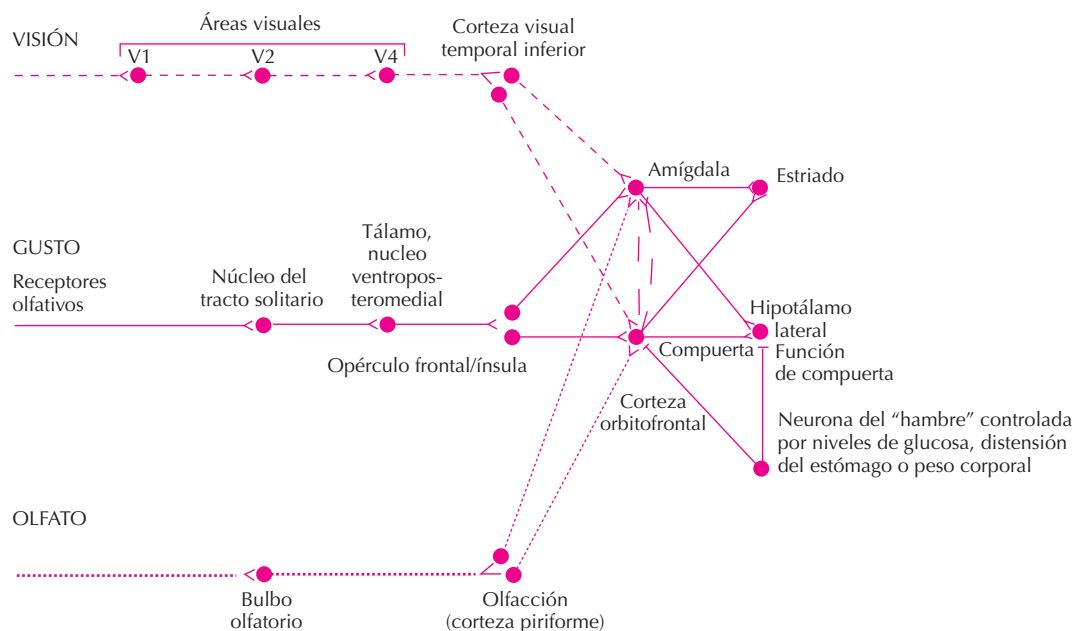 VISIÓN
Áreas visuales
V1
V2
V4
Corteza visual
temporal inferior
Amígdala
Estriado
GUSTO
Receptores
olfativos
Núcleo del
tracto solitario
Tálamo,
nucleo
ventropos-
teromedial
Opérculo frontal/ínsula
Compuerta
Hipotálamo
lateral
Función
de compuerta
Corteza
orbitofrontal
Neurona del “hambre” controlada
por niveles de glucosa, distensión
del estómago o peso corporal
OLFATO
Bulbo
olfatorio
Olfacción
(corteza piriforme)